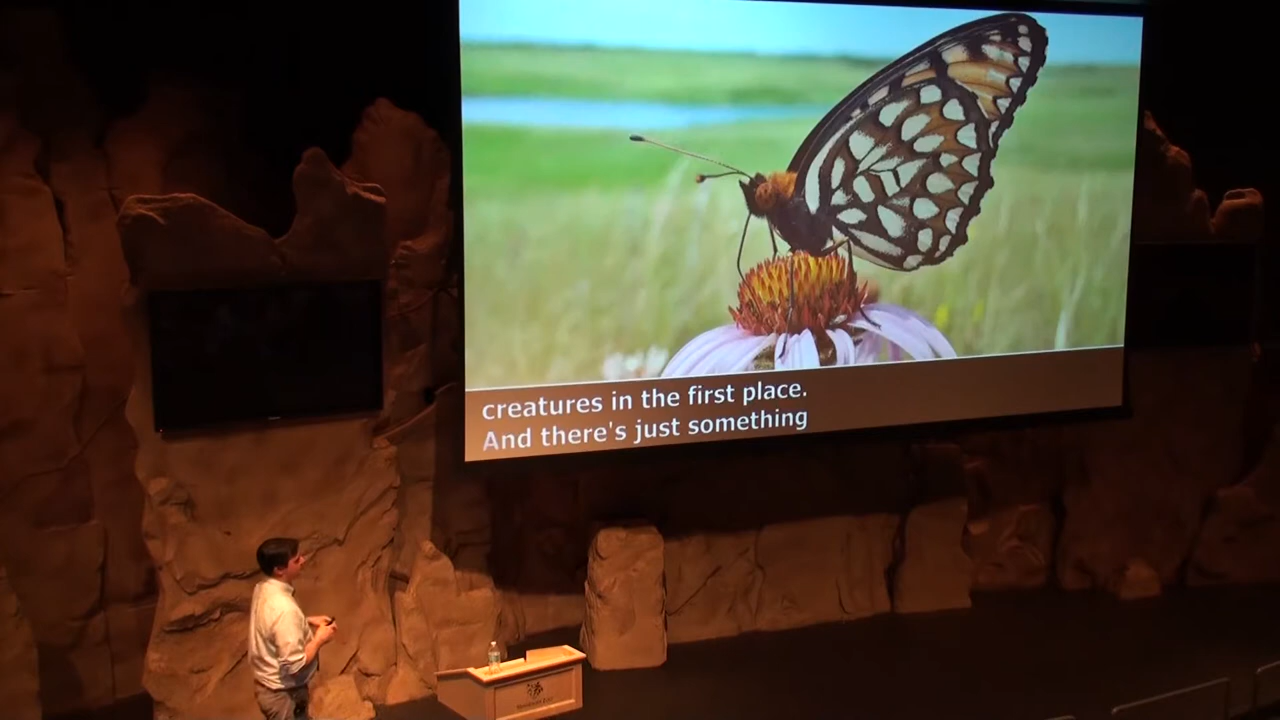 creatures in the first place.
And there's just something